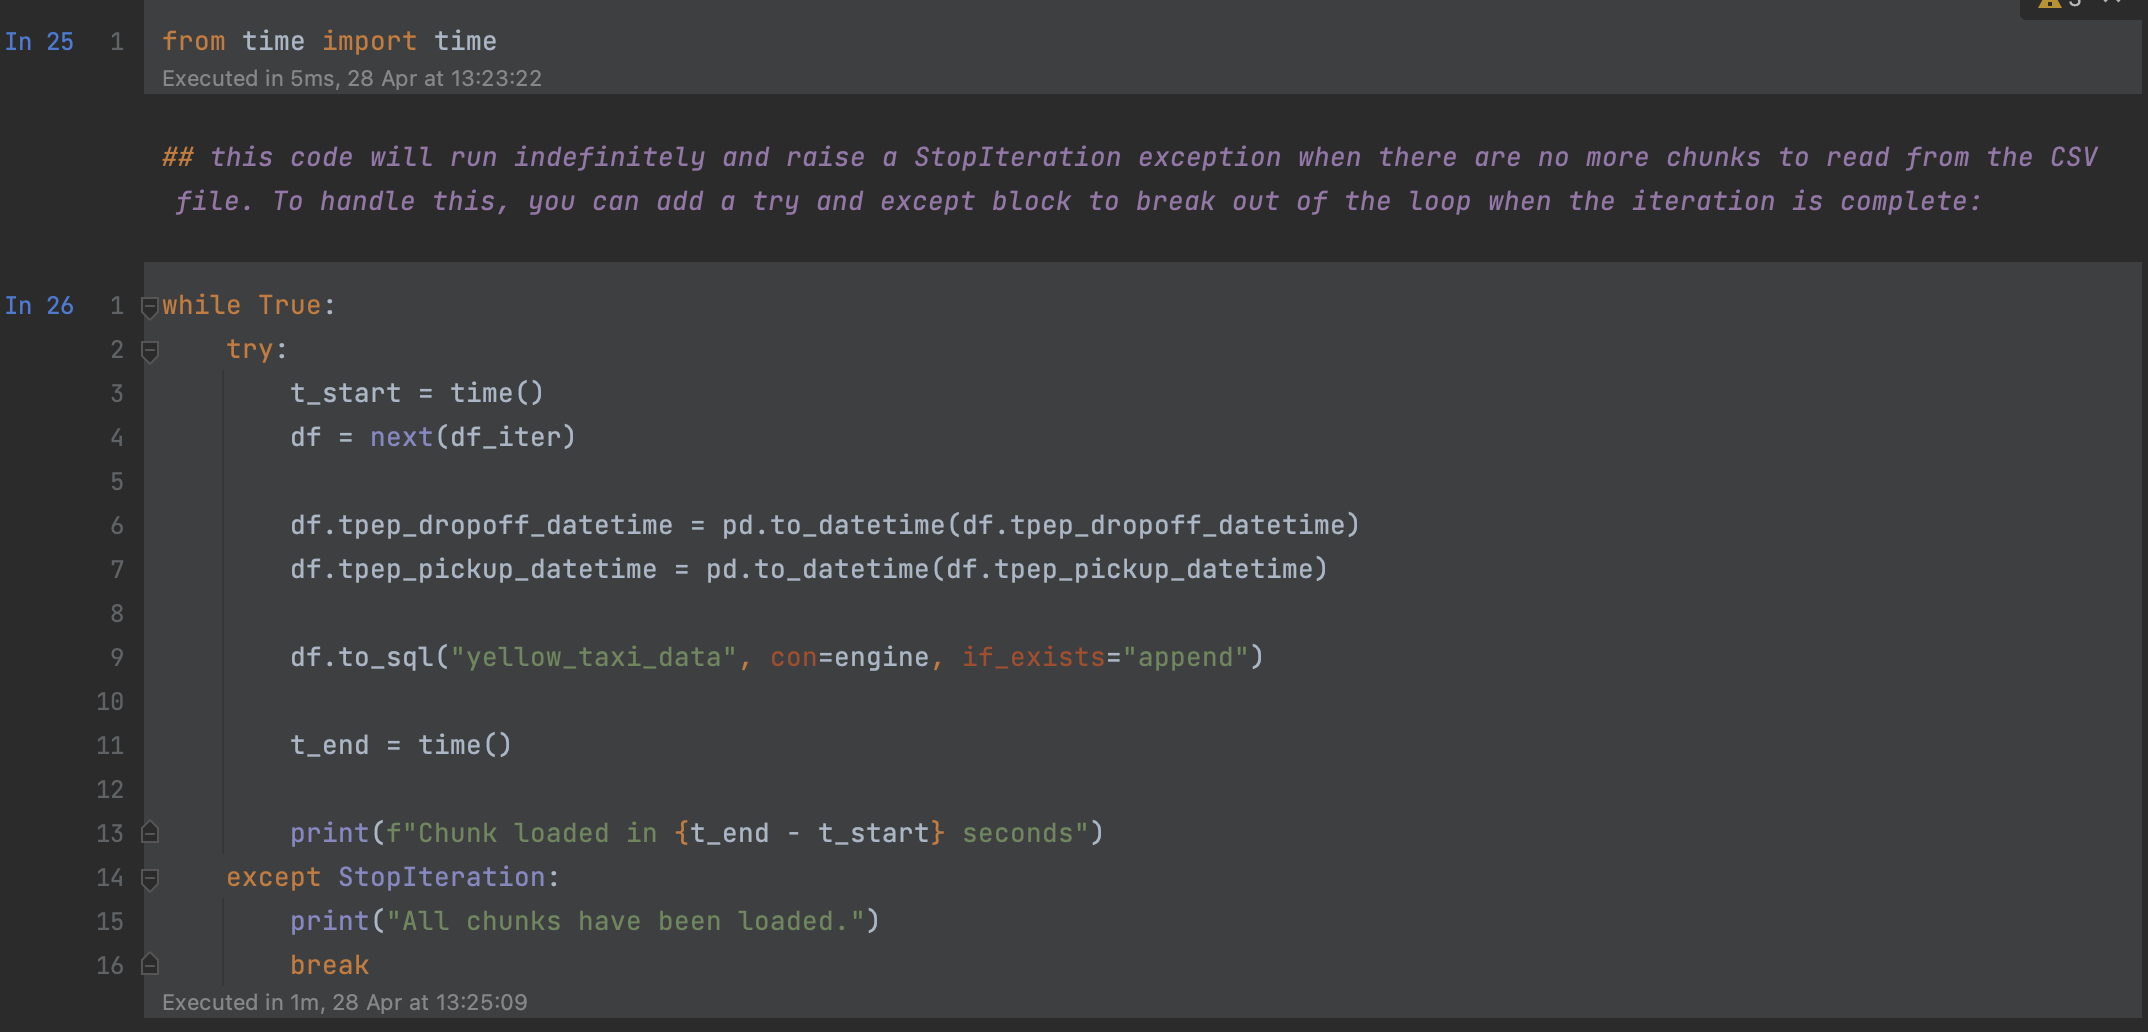 In 25 1 from time import time
Executed in 5ms, 28 Apr at 13:23:22
## this code will run indefinitely and raise a StopIteration exception when there are no more chunks to read from the CSV
file. To handle this, you can add a try and except block to break out of the loop when the iteration is complete:
In 26 1 while True:
2     try:
3         t_start = time()
4         df = next(df_iter)
5
6         df.tpep_dropoff_datetime = pd.to_datetime(df.tpep_dropoff_datetime)
7         df.tpep_pickup_datetime = pd.to_datetime(df.tpep_pickup_datetime)
8
9         df.to_sql("yellow_taxi_data", con=engine, if_exists="append")
10
11         t_end = time()
12
13         print(f"Chunk loaded in {t_end - t_start} seconds")
14     except StopIteration:
15         print("All chunks have been loaded.")
16         break
Executed in 1m, 28 Apr at 13:25:09